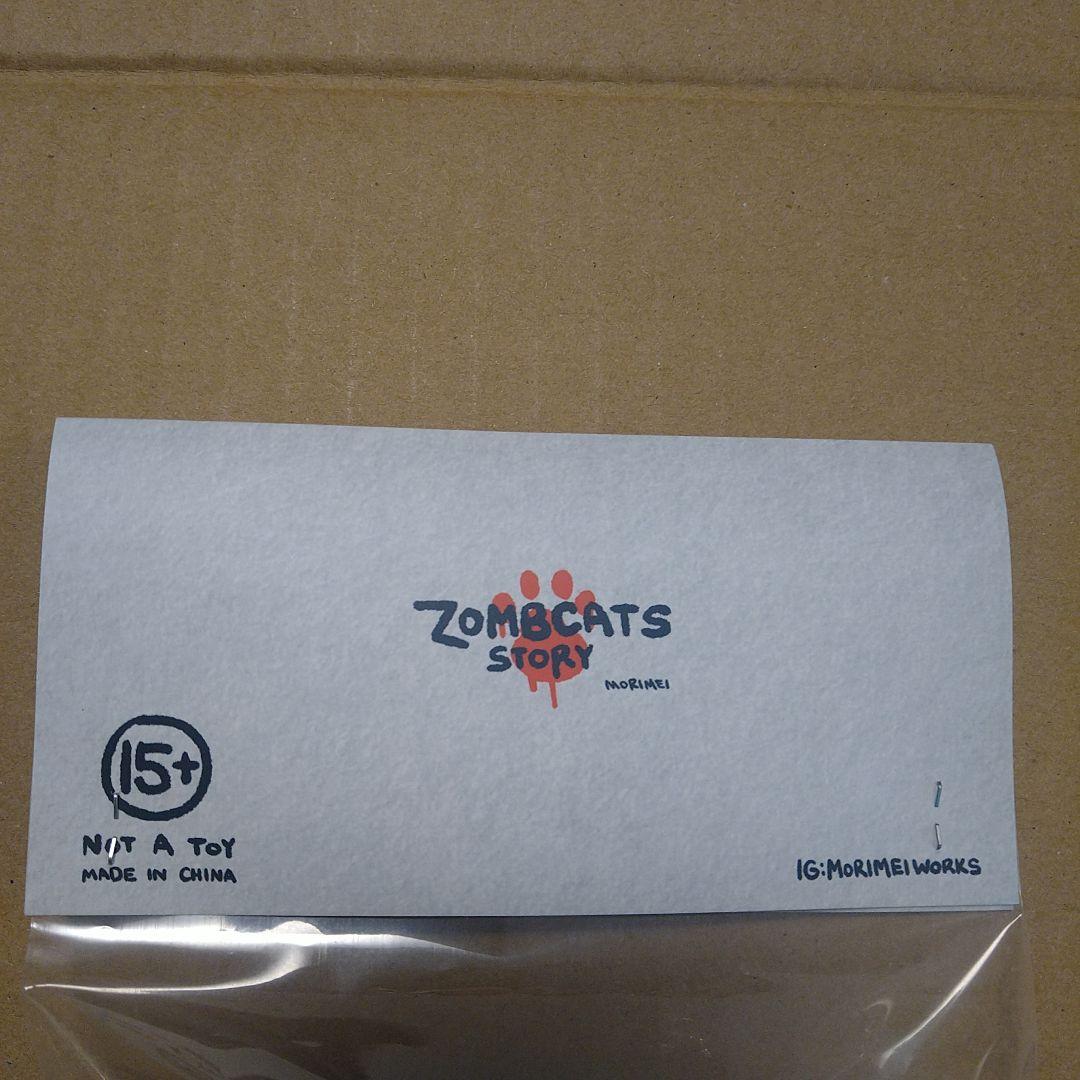 ZOMBCATS
STORY
MORIMEI
15+
NOT A TOY
MADE IN CHINA
IG:MORIMEIWORKS